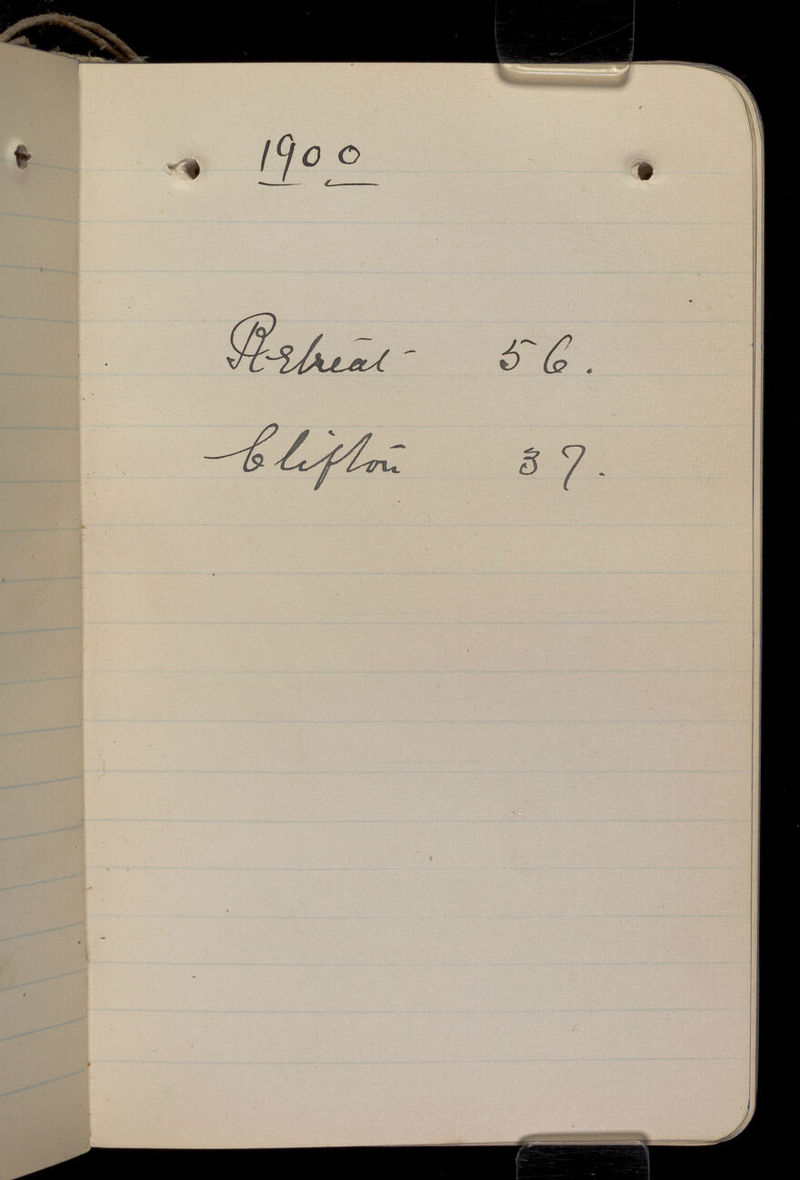 1900
Retreat 56.
Clifton 37.